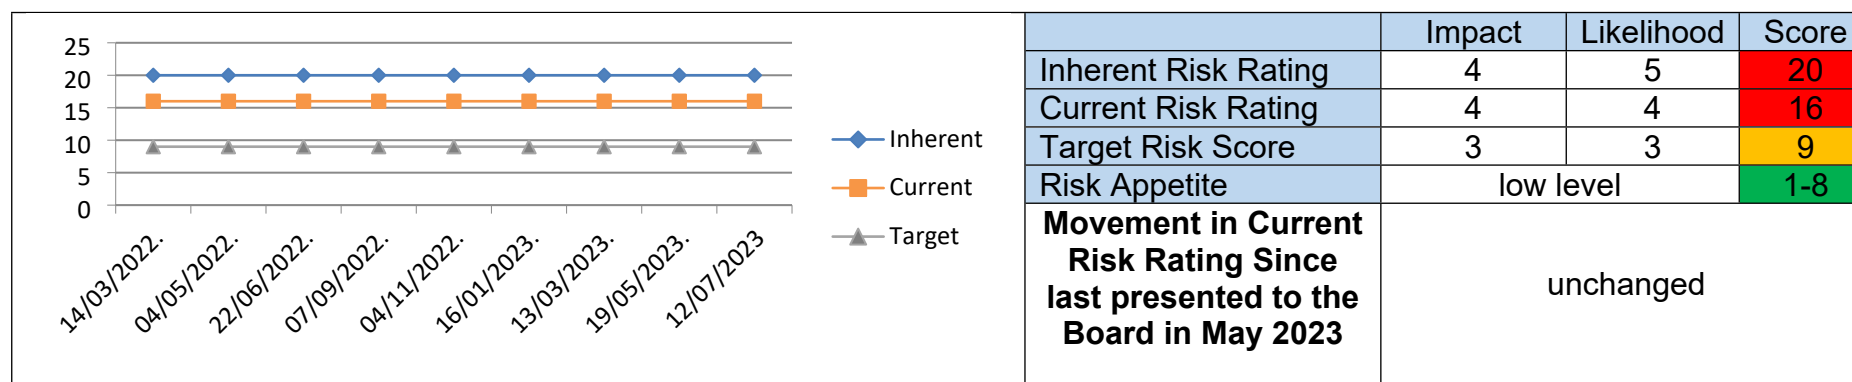 25
20
15
10
5
0
14/03/2022.
04/05/2022.
22/06/2022.
07/09/2022.
04/11/2022.
16/01/2023.
13/03/2023.
19/05/2023.
12/07/2023
Inherent
Current
Target
Impact Likelihood Score
Inherent Risk Rating 4 5 20
Current Risk Rating 4 4 16
Target Risk Score 3 3 9
Risk Appetite low level 1-8
Movement in Current
Risk Rating Since
last presented to the
Board in May 2023
unchanged